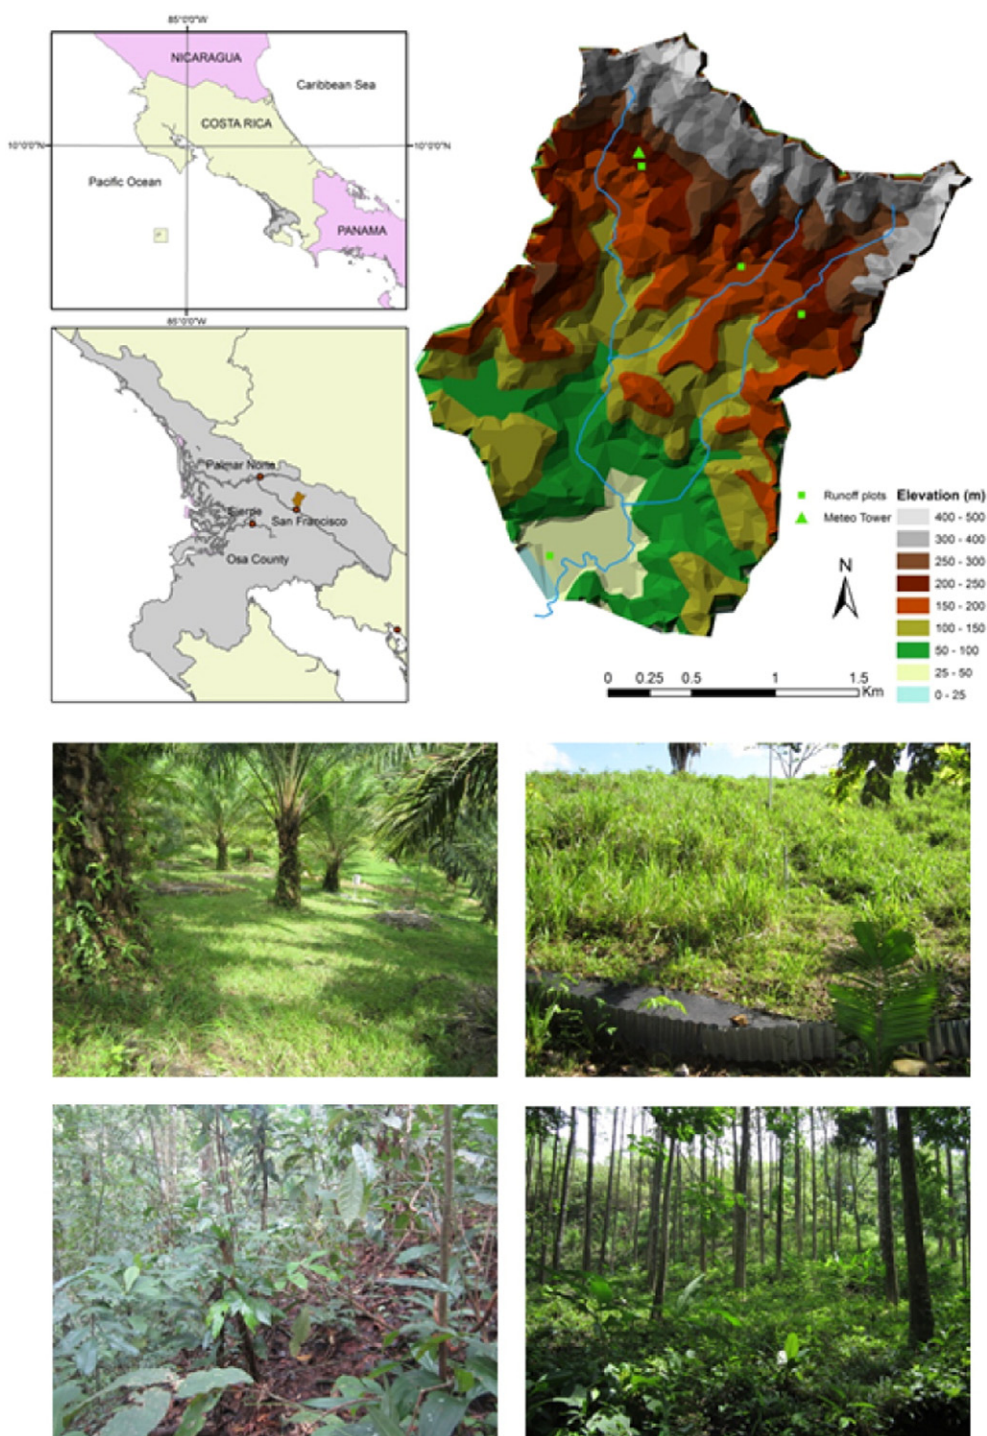 85°0'0"W
NICARAGUA
Caribbean Sea
COSTA RICA
10°0'0"N
10°0'0"N
Pacific Ocean
PANAMA
85°0'0"W
Palmar Norte
Sierpe
San Francisco
Osa County
Runoff plots
Meteo Tower
Elevation (m)
400 - 500
300 - 400
250 - 300
200 - 250
150 - 200
100 - 150
50 - 100
25 - 50
0 - 25
N
0 0.25 0.5 1 1.5
Km